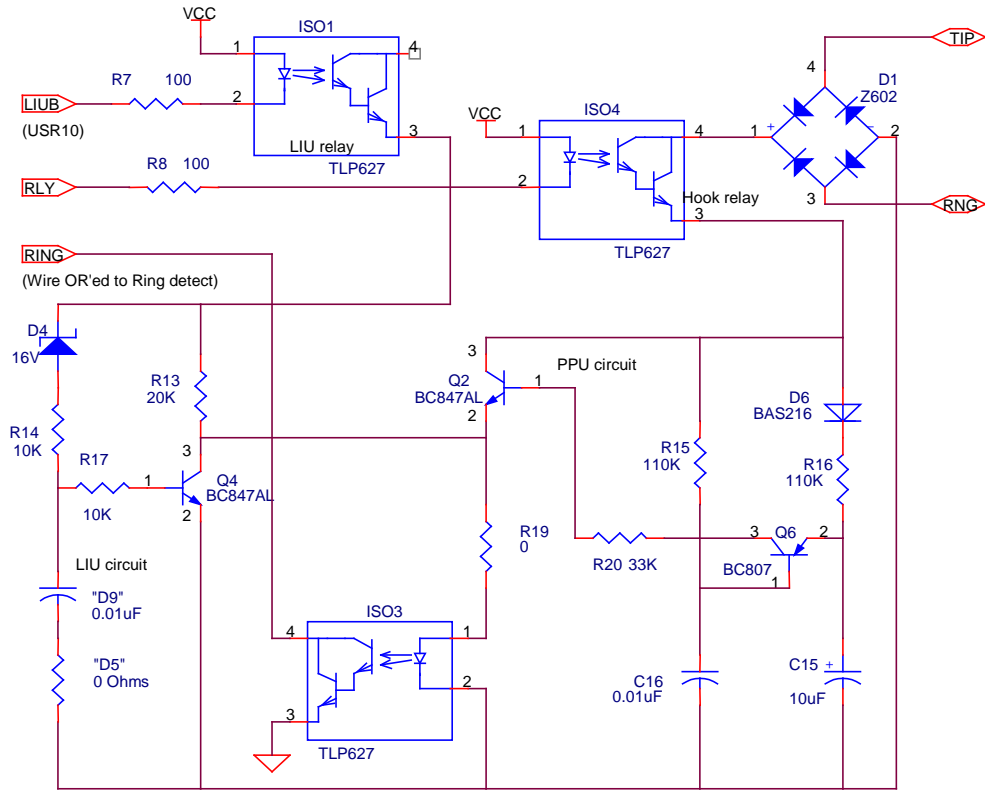 ISO1
VCC
1
4
R7 100
LIUB
2
(USR10)
3
LIU relay
TLP627
R8 100
RLY
ISO4
VCC
1
4
2
Hook relay
3
TLP627
TIP
4
D1
Z602
+
-
1
2
3
RNG
RING
(Wire OR'ed to Ring detect)
D4
16V
R13
20K
R14
10K
R17
10K
1
3
Q4
BC847AL
2
3
Q2
BC847AL
1
2
PPU circuit
D6
BAS216
R15
110K
R16
110K
R19
0
R20 33K
3
Q6
2
BC807
1
LIU circuit
"D9"
0.01uF
"D5"
0 Ohms
ISO3
4
1
2
3
TLP627
C16
0.01uF
C15
+
10uF